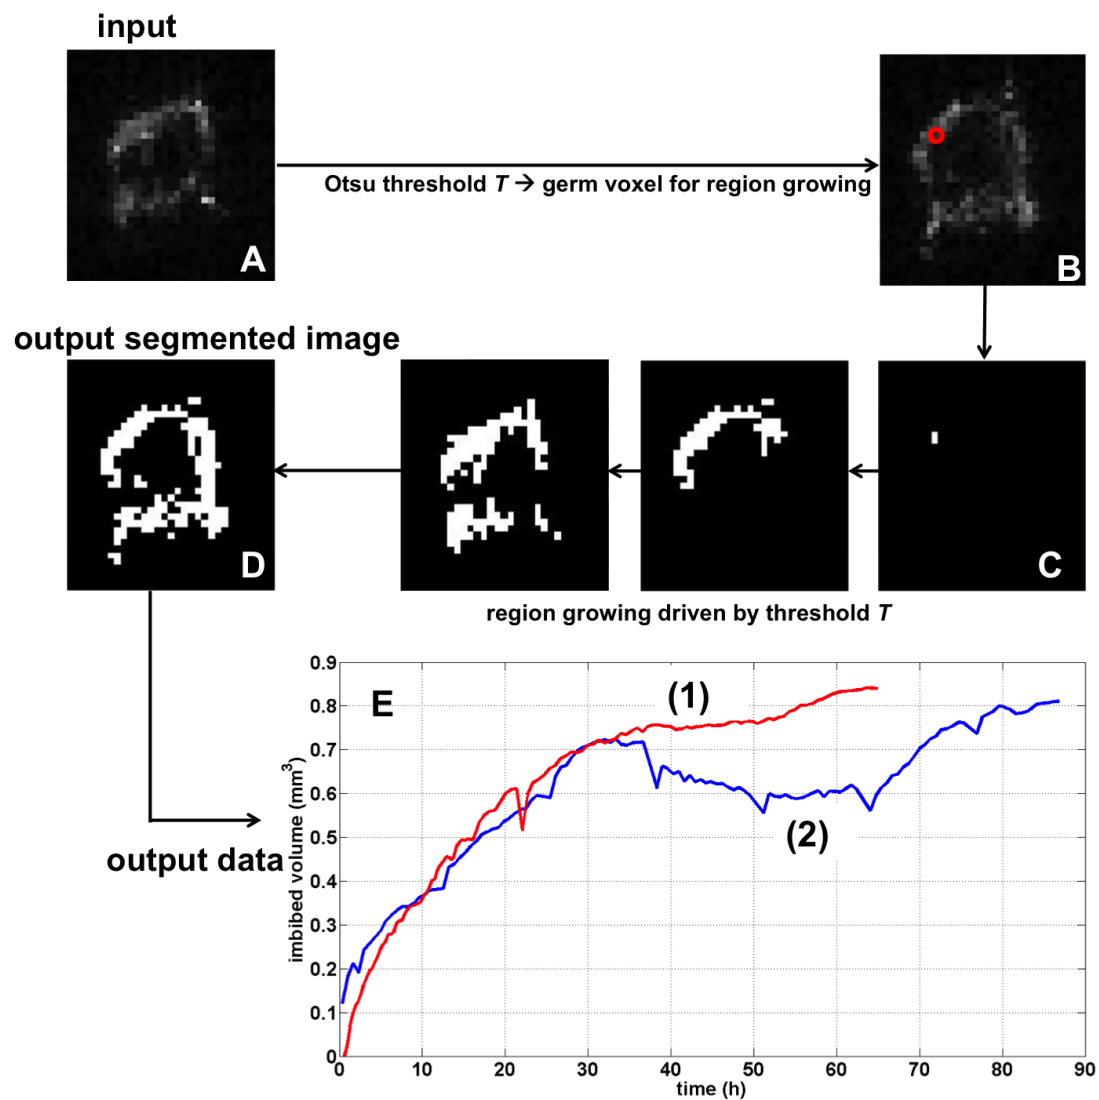 input
A
Otsu threshold T → germ voxel for region growing
B
output segmented image
D
C
region growing driven by threshold T
output data
E
(1)
(2)
imbibed volume (mm³)
0.9
0.8
0.7
0.6
0.5
0.4
0.3
0.2
0.1
0
0 10 20 30 40 50 60 70 80 90
time (h)